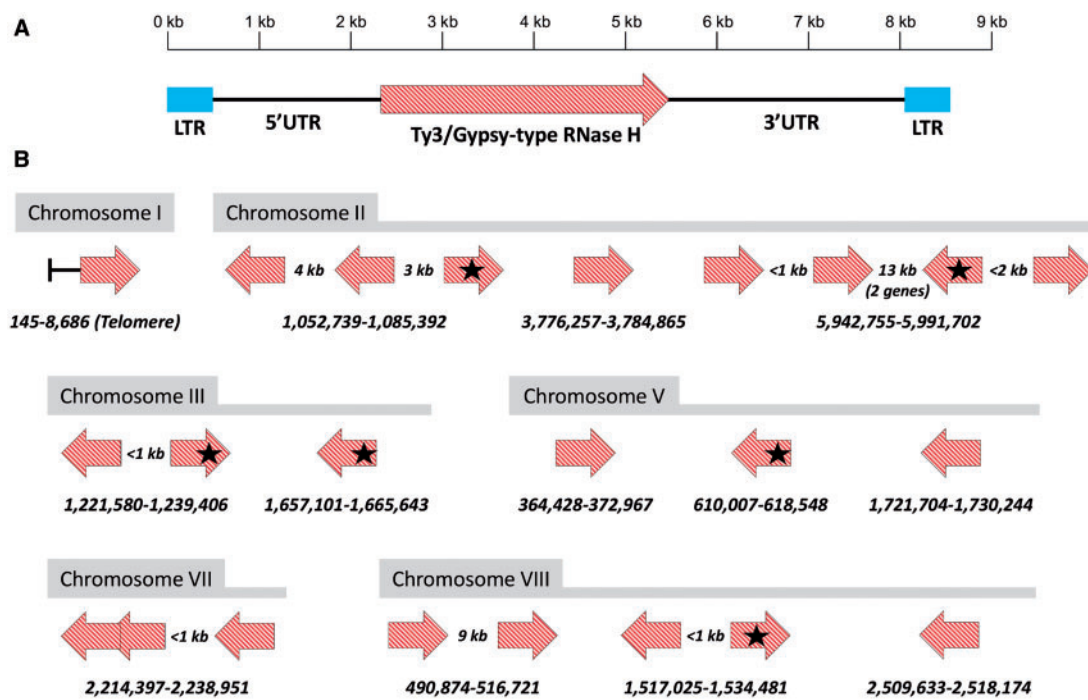 A
0 kb 1 kb 2 kb 3 kb 4 kb 5 kb 6 kb 7 kb 8 kb 9 kb
LTR 5'UTR Ty3/Gypsy-type RNase H 3'UTR LTR
B
Chromosome I Chromosome II
4 kb 3 kb <1 kb 13 kb <2 kb
(2 genes)
145-8,686 (Telomere) 1,052,739-1,085,392 3,776,257-3,784,865 5,942,755-5,991,702
Chromosome III Chromosome V
<1 kb
1,221,580-1,239,406 1,657,101-1,665,643 364,428-372,967 610,007-618,548 1,721,704-1,730,244
Chromosome VII Chromosome VIII
<1 kb 9 kb <1 kb
2,214,397-2,238,951 490,874-516,721 1,517,025-1,534,481 2,509,633-2,518,174